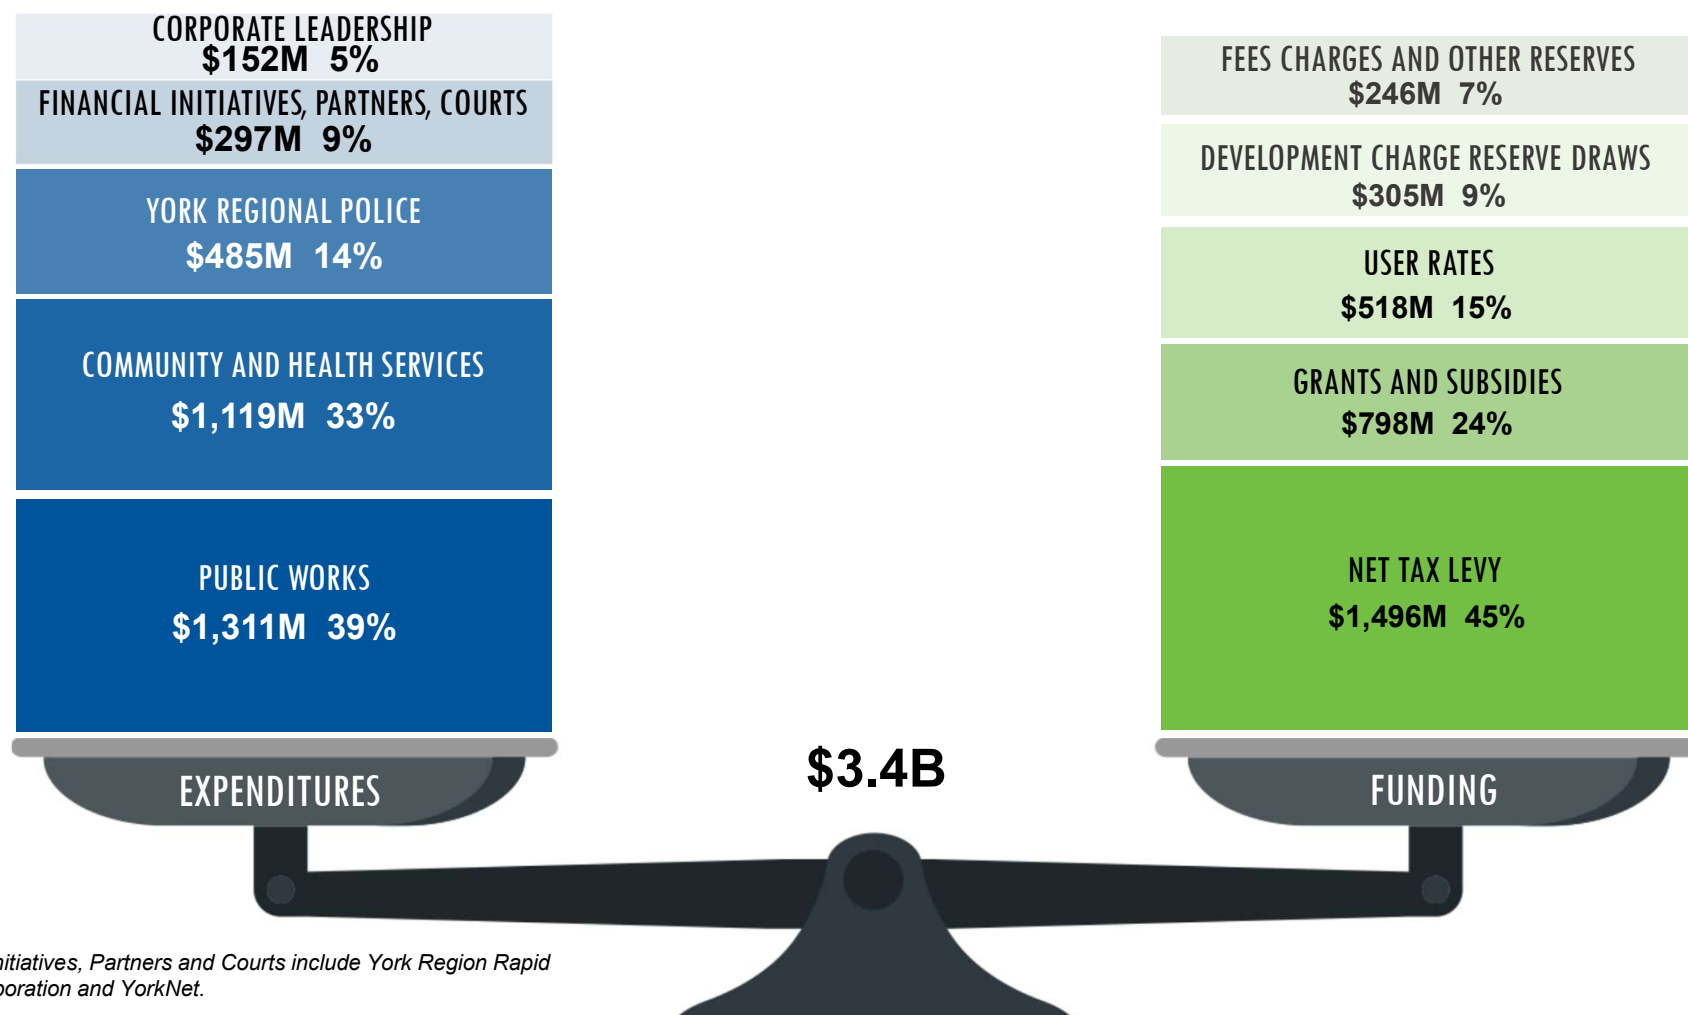 CORPORATE LEADERSHIP
$152M 5%
FINANCIAL INITIATIVES, PARTNERS, COURTS
$297M 9%
YORK REGIONAL POLICE
$485M 14%
COMMUNITY AND HEALTH SERVICES
$1,119M 33%
PUBLIC WORKS
$1,311M 39%
EXPENDITURES
$3.4B
FEES CHARGES AND OTHER RESERVES
$246M 7%
DEVELOPMENT CHARGE RESERVE DRAWS
$305M 9%
USER RATES
$518M 15%
GRANTS AND SUBSIDIES
$798M 24%
NET TAX LEVY
$1,496M 45%
FUNDING
Partners and Courts include York Region Rapid
and YorkNet.